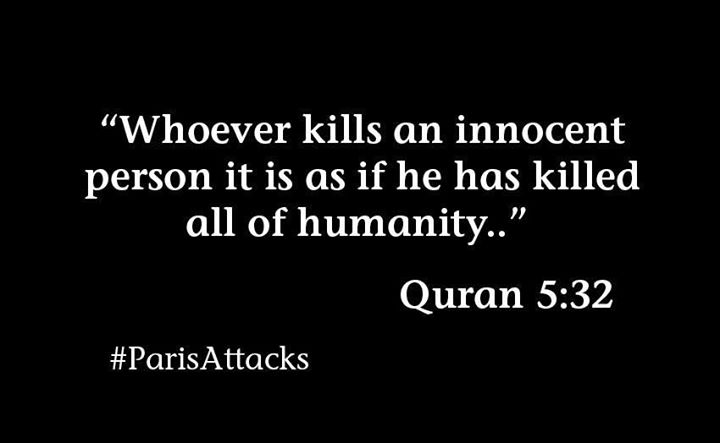 “Whoever kills an innocent
person it is as if he has killed
all of humanity..”
Quran 5:32
#ParisAttacks